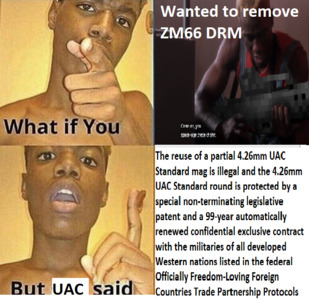 Wanted to remove
ZM66 DRM
What if You
The reuse of a partial 4.26mm UAC
Standard mag is illegal and the 4.26mm
UAC Standard round is protected by a
special non-terminating legislative
patent and a 99-year automatically
renewed confidential exclusive contract
with the militaries of all developed
Western nations listed in the federal
Officially Freedom-Loving Foreign
Countries Trade Partnership Protocols
But UAC said